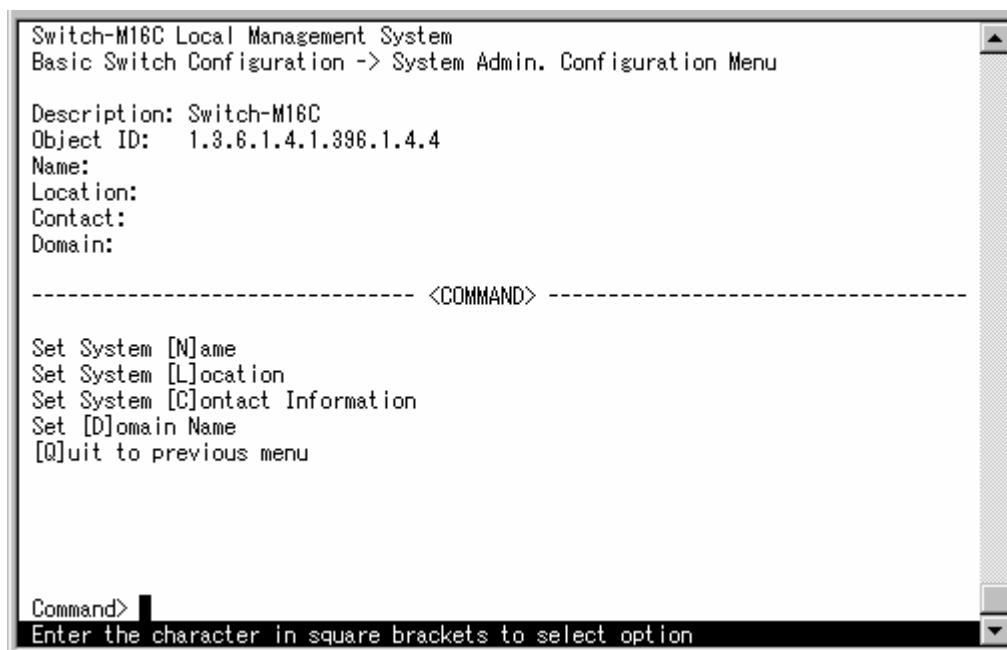 Switch-M16C Local Management System
Basic Switch Configuration -> System Admin. Configuration Menu
Description: Switch-M16C
Object ID:   1.3.6.1.4.1.396.1.4.4
Name:
Location:
Contact:
Domain:
-------------------------------- <COMMAND> -----------------------------------
Set System [N]ame
Set System [L]ocation
Set System [C]ontact Information
Set [D]omain Name
[Q]uit to previous menu
Command>
Enter the character in square brackets to select option